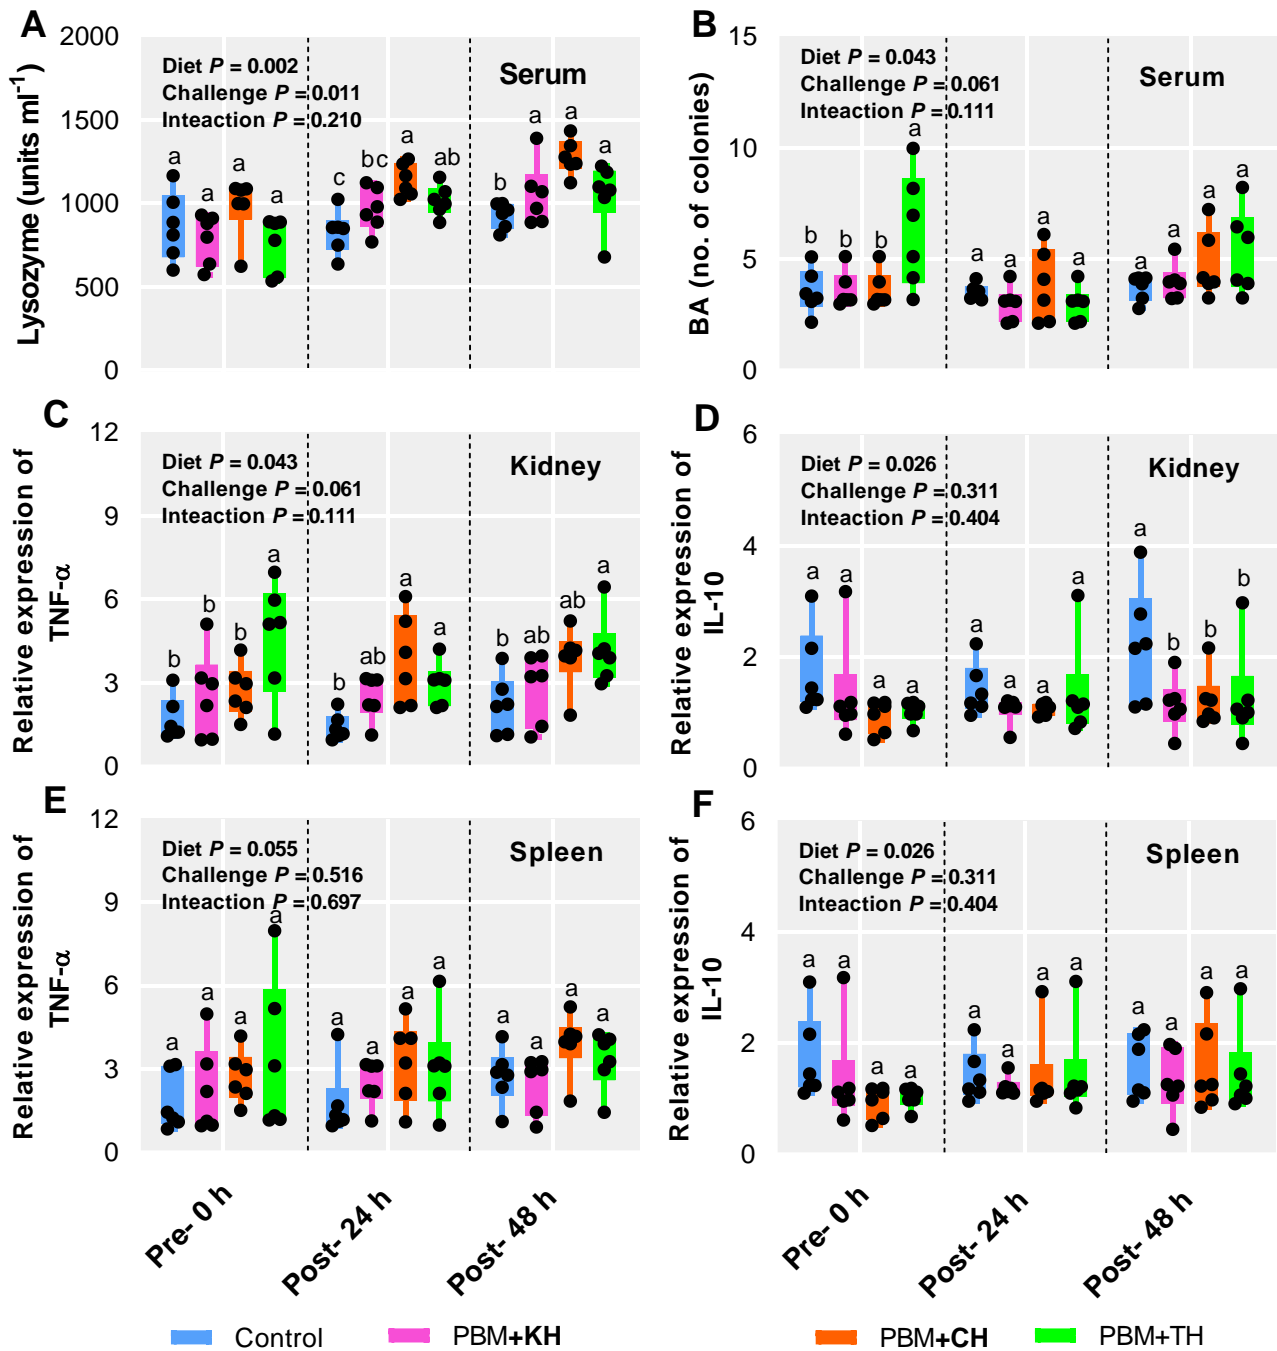 A
Lysozyme (units ml⁻¹)
2000
1500
1000
500
0
Diet P = 0.002
Challenge P = 0.011
Inteaction P = 0.210
Serum
a
a
a
a
c
bc
a
ab
b
a
a
a
B
BA (no. of colonies)
15
10
5
0
Diet P = 0.043
Challenge P = 0.061
Inteaction P = 0.111
Serum
b
b
b
a
a
a
a
a
a
a
a
a
C
Relative expression of
TNF-α
12
9
6
3
0
Diet P = 0.043
Challenge P = 0.061
Inteaction P = 0.111
Kidney
b
b
b
a
b
ab
a
a
b
ab
ab
a
D
Relative expression of
IL-10
6
4
2
0
Diet P = 0.026
Challenge P = 0.311
Inteaction P = 0.404
Kidney
a
a
a
a
a
a
a
a
a
b
b
b
E
Relative expression of
TNF-α
12
9
6
3
0
Diet P = 0.055
Challenge P = 0.516
Inteaction P = 0.697
Spleen
a
a
a
a
a
a
a
a
a
a
a
a
F
Relative expression of
IL-10
6
4
2
0
Diet P = 0.026
Challenge P = 0.311
Inteaction P = 0.404
Spleen
a
a
a
a
a
a
a
a
a
a
a
a
Pre- 0 h
Post- 24 h
Post- 48 h
Pre- 0 h
Post- 24 h
Post- 48 h
Control
PBM+KH
PBM+CH
PBM+TH